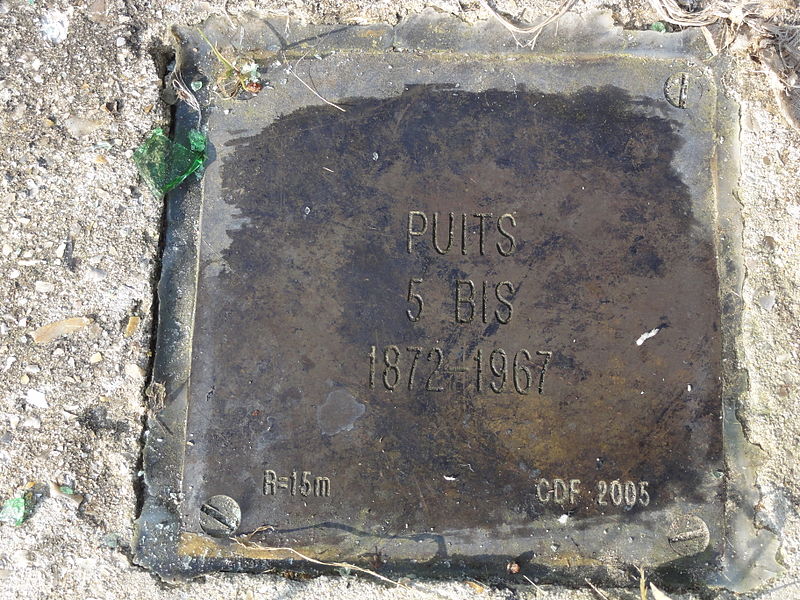 PUITS
5 BIS
1872-1967
R=15m
CDF 2005